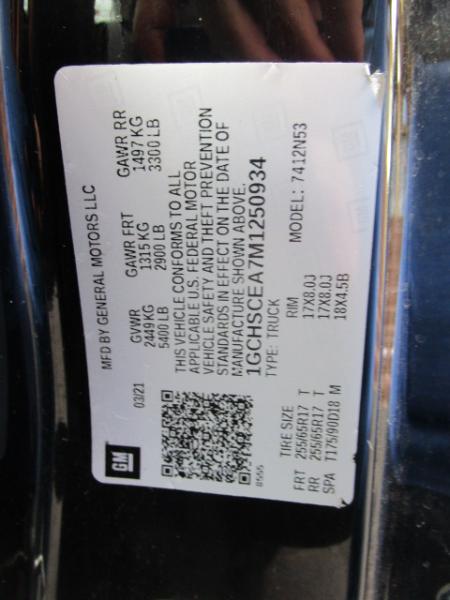 GM
MFD BY GENERAL MOTORS LLC
03/21
GVWR GAWR FRT GAWR RR
2449 KG 1315 KG 1497 KG
5400 LB 2900 LB 3300 LB
THIS VEHICLE CONFORMS TO ALL
APPLICABLE U.S. FEDERAL MOTOR
VEHICLE SAFETY AND THEFT PREVENTION
STANDARDS IN EFFECT ON THE DATE OF
MANUFACTURE SHOWN ABOVE.
1GCHSCEA7M1250934
TYPE: TRUCK MODEL: 7412N53
8555
TIRE SIZE RIM
FRT 255/65R17 T 17X8.0J
RR 255/65R17 T 17X8.0J
SPA T175/90D18 M 18X4.5B